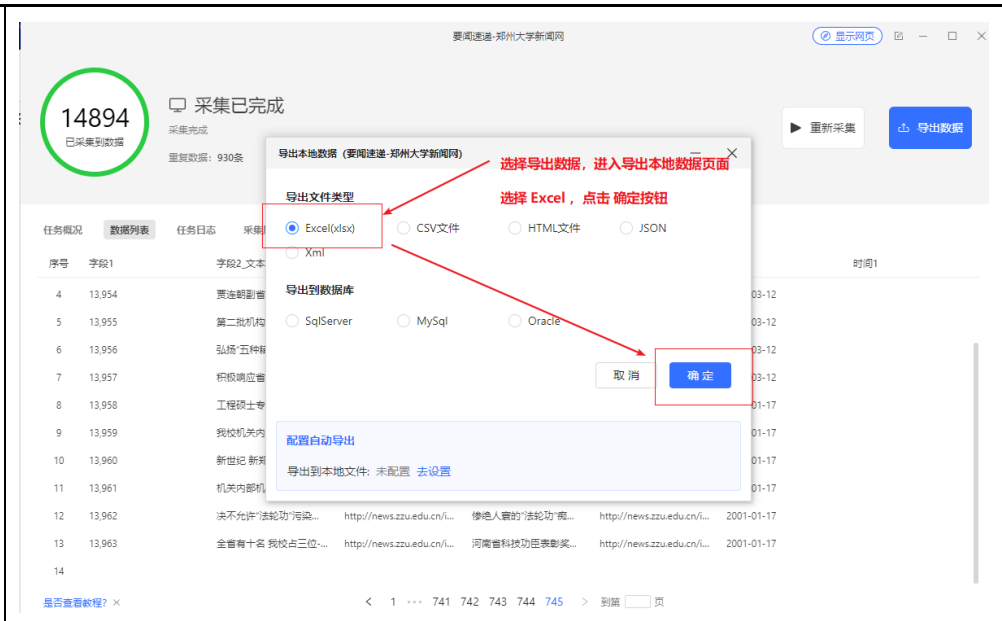 要闻速递-郑州大学新闻网
显示网页
14894
已采集到数据
采集已完成
采集完成
重复数据: 930条
重新采集
导出数据
导出本地数据 (要闻速递-郑州大学新闻网)
选择导出数据，进入导出本地数据页面
选择 Excel ，点击 确定按钮
导出文件类型
Excel(xlsx) CSV文件 HTML文件 JSON
Xml
导出到数据库
SqlServer MySql Oracle
取消 确定
配置自动导出
导出到本地文件: 未配置 去设置
任务概况 数据列表 任务日志 采集
序号 字段1 字段2_文本 时间1
4 13,954 贾连朝副省 03-12
5 13,955 第二批机构 03-12
6 13,956 弘扬“五种 03-12
7 13,957 积极响应省 03-12
8 13,958 工程硕士专 01-17
9 13,959 我校机关内 01-17
10 13,960 新世纪 新郑 01-17
11 13,961 机关内部机 01-17
12 13,962 决不允许“法轮功”污染... http://news.zzu.edu.cn/i... 惨绝人寰的“法轮功”痴... http://news.zzu.edu.cn/i... 2001-01-17
13 13,963 全省有十名 我校占三位-... http://news.zzu.edu.cn/i... 河南省科技功臣表彰奖... http://news.zzu.edu.cn/i... 2001-01-17
14
是否查看教程? ×
< 1 ··· 741 742 743 744 745 > 到第 页